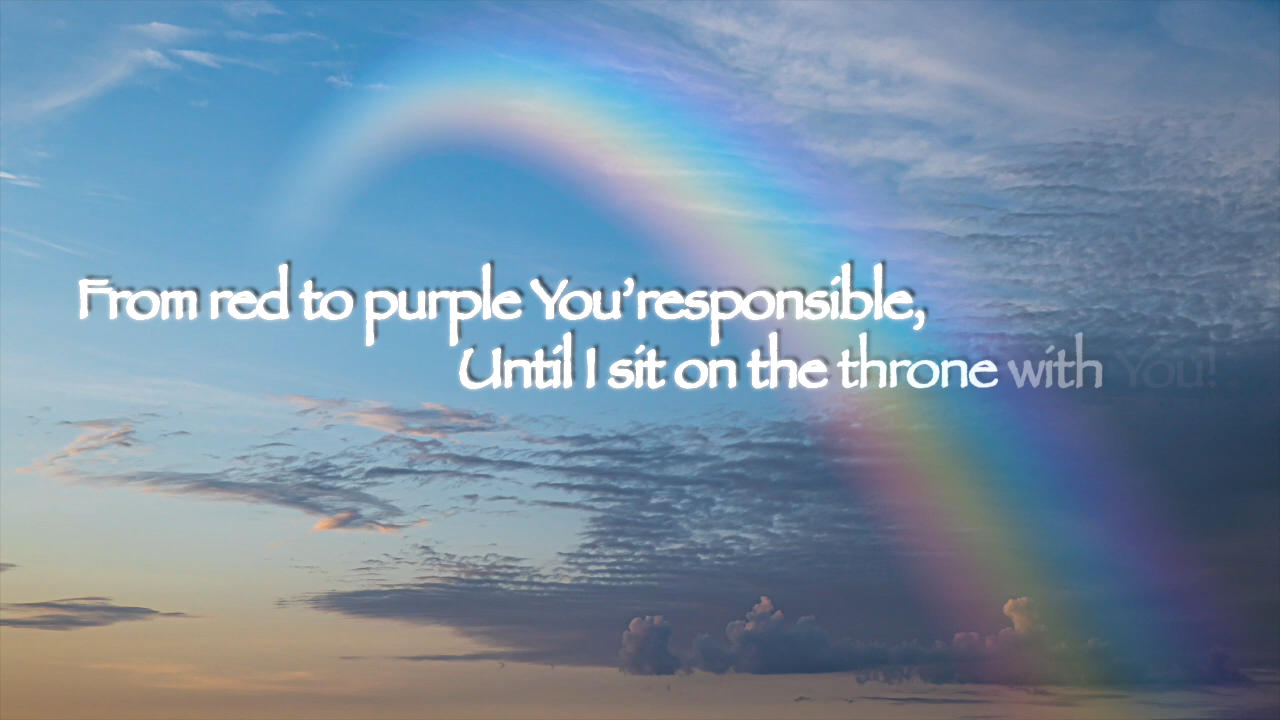 From red to purple You’responsible,
Until I sit on the throne with You!